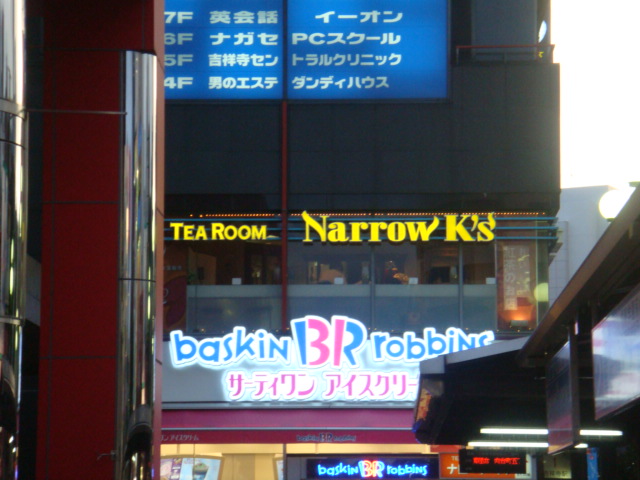 7F 英会話 イーオン
6F ナガセ PCスクール
5F 吉祥寺セントラルクリニック
4F 男のエステ ダンディハウス
TEA ROOM Narrow K's
baskin BR robbins
サーティワン アイスクリー
baskin BR robbins
baskin BR robbins